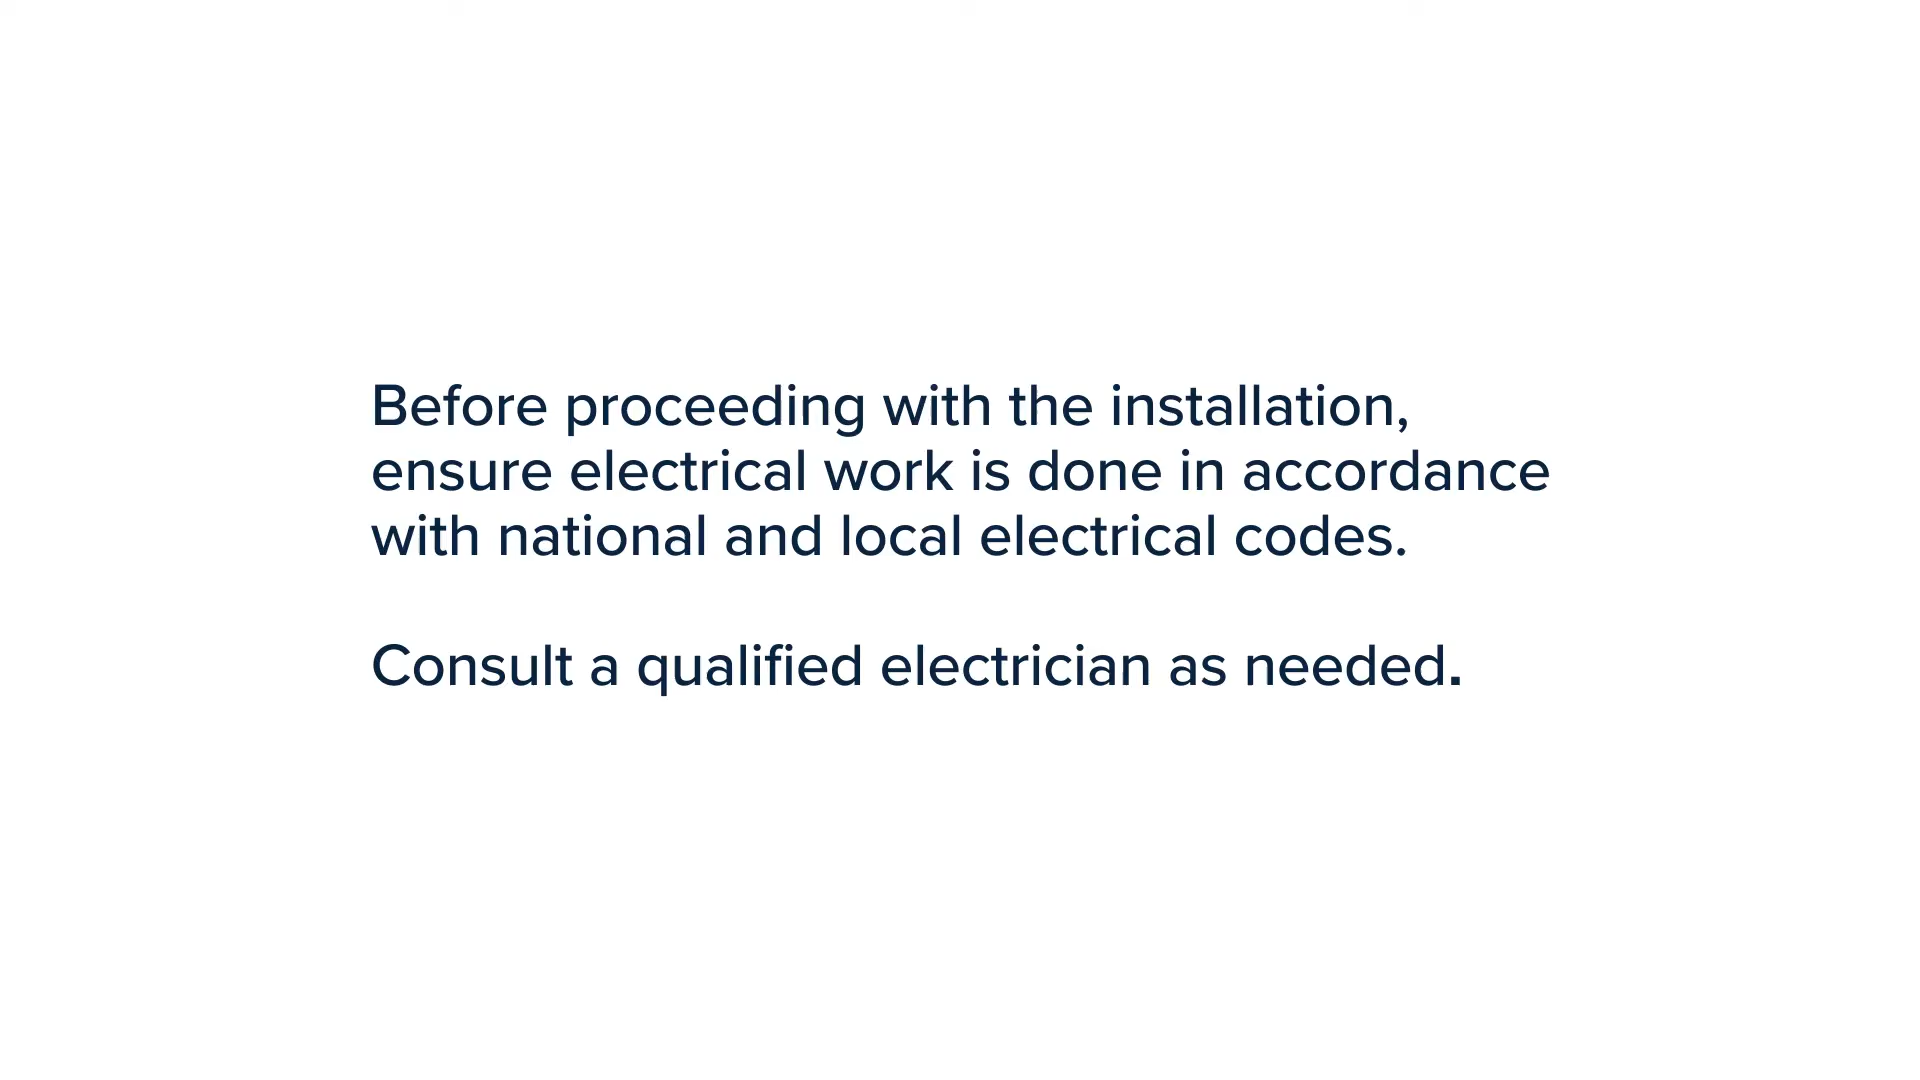 Before proceeding with the installation,
ensure electrical work is done in accordance
with national and local electrical codes.
Consult a qualified electrician as needed.